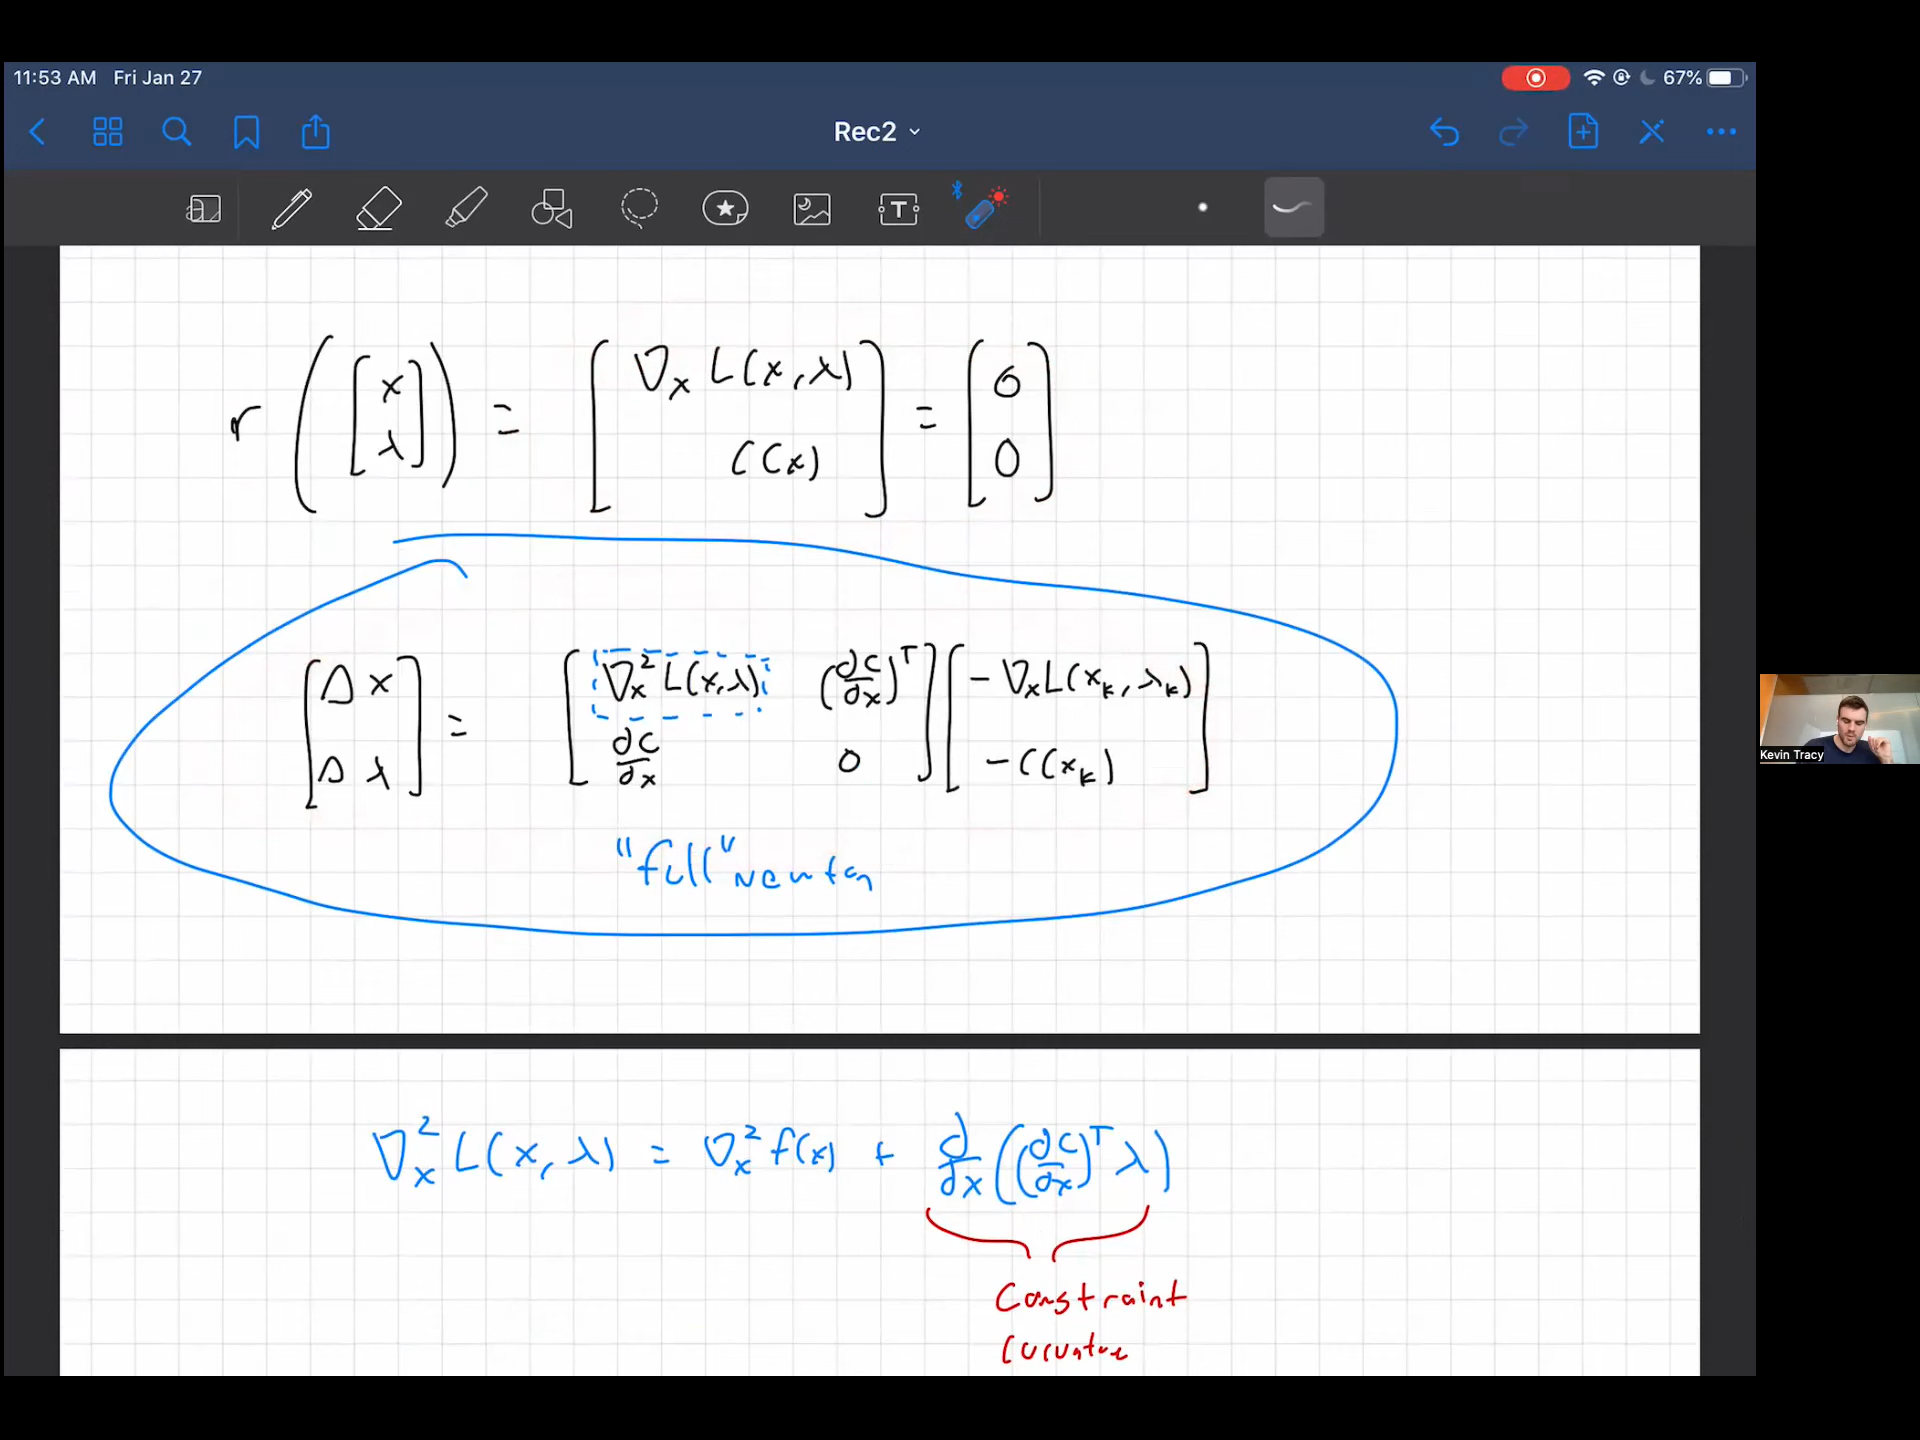 11:53 AM Fri Jan 27
67%
Rec2
r([x λ]) = [∇ₓ L(x,λ) C(x)] = [0 0]
[Δx Δλ] = [∇ₓ² L(x,λ) (∂C/∂x)ᵀ ∂C/∂x 0] [-∇ₓL(xₖ,λₖ) -C(xₖ)]
"full" Newton
Kevin Tracy
∇ₓ² L(x,λ) = ∇ₓ² f(x) + ∂/∂x((∂C/∂x)ᵀ λ)
Constraint
Curvature